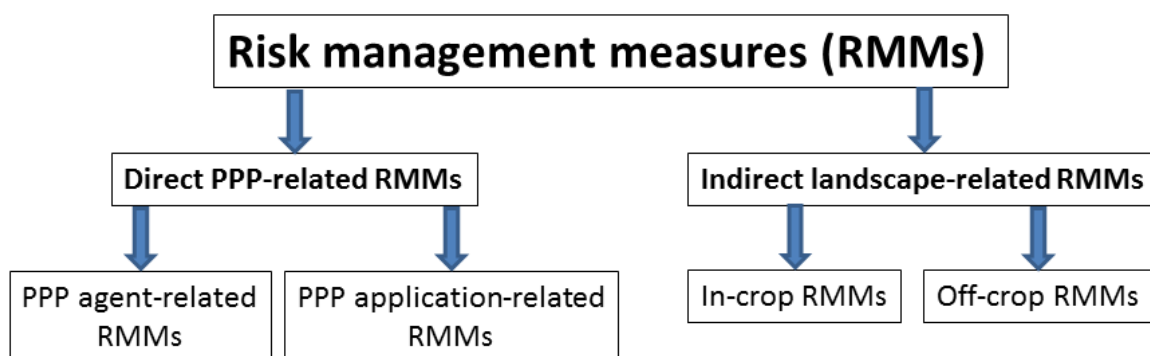 Risk management measures (RMMs)
Direct PPP-related RMMs
Indirect landscape-related RMMs
PPP agent-related
RMMs
PPP application-related
RMMs
In-crop RMMs
Off-crop RMMs